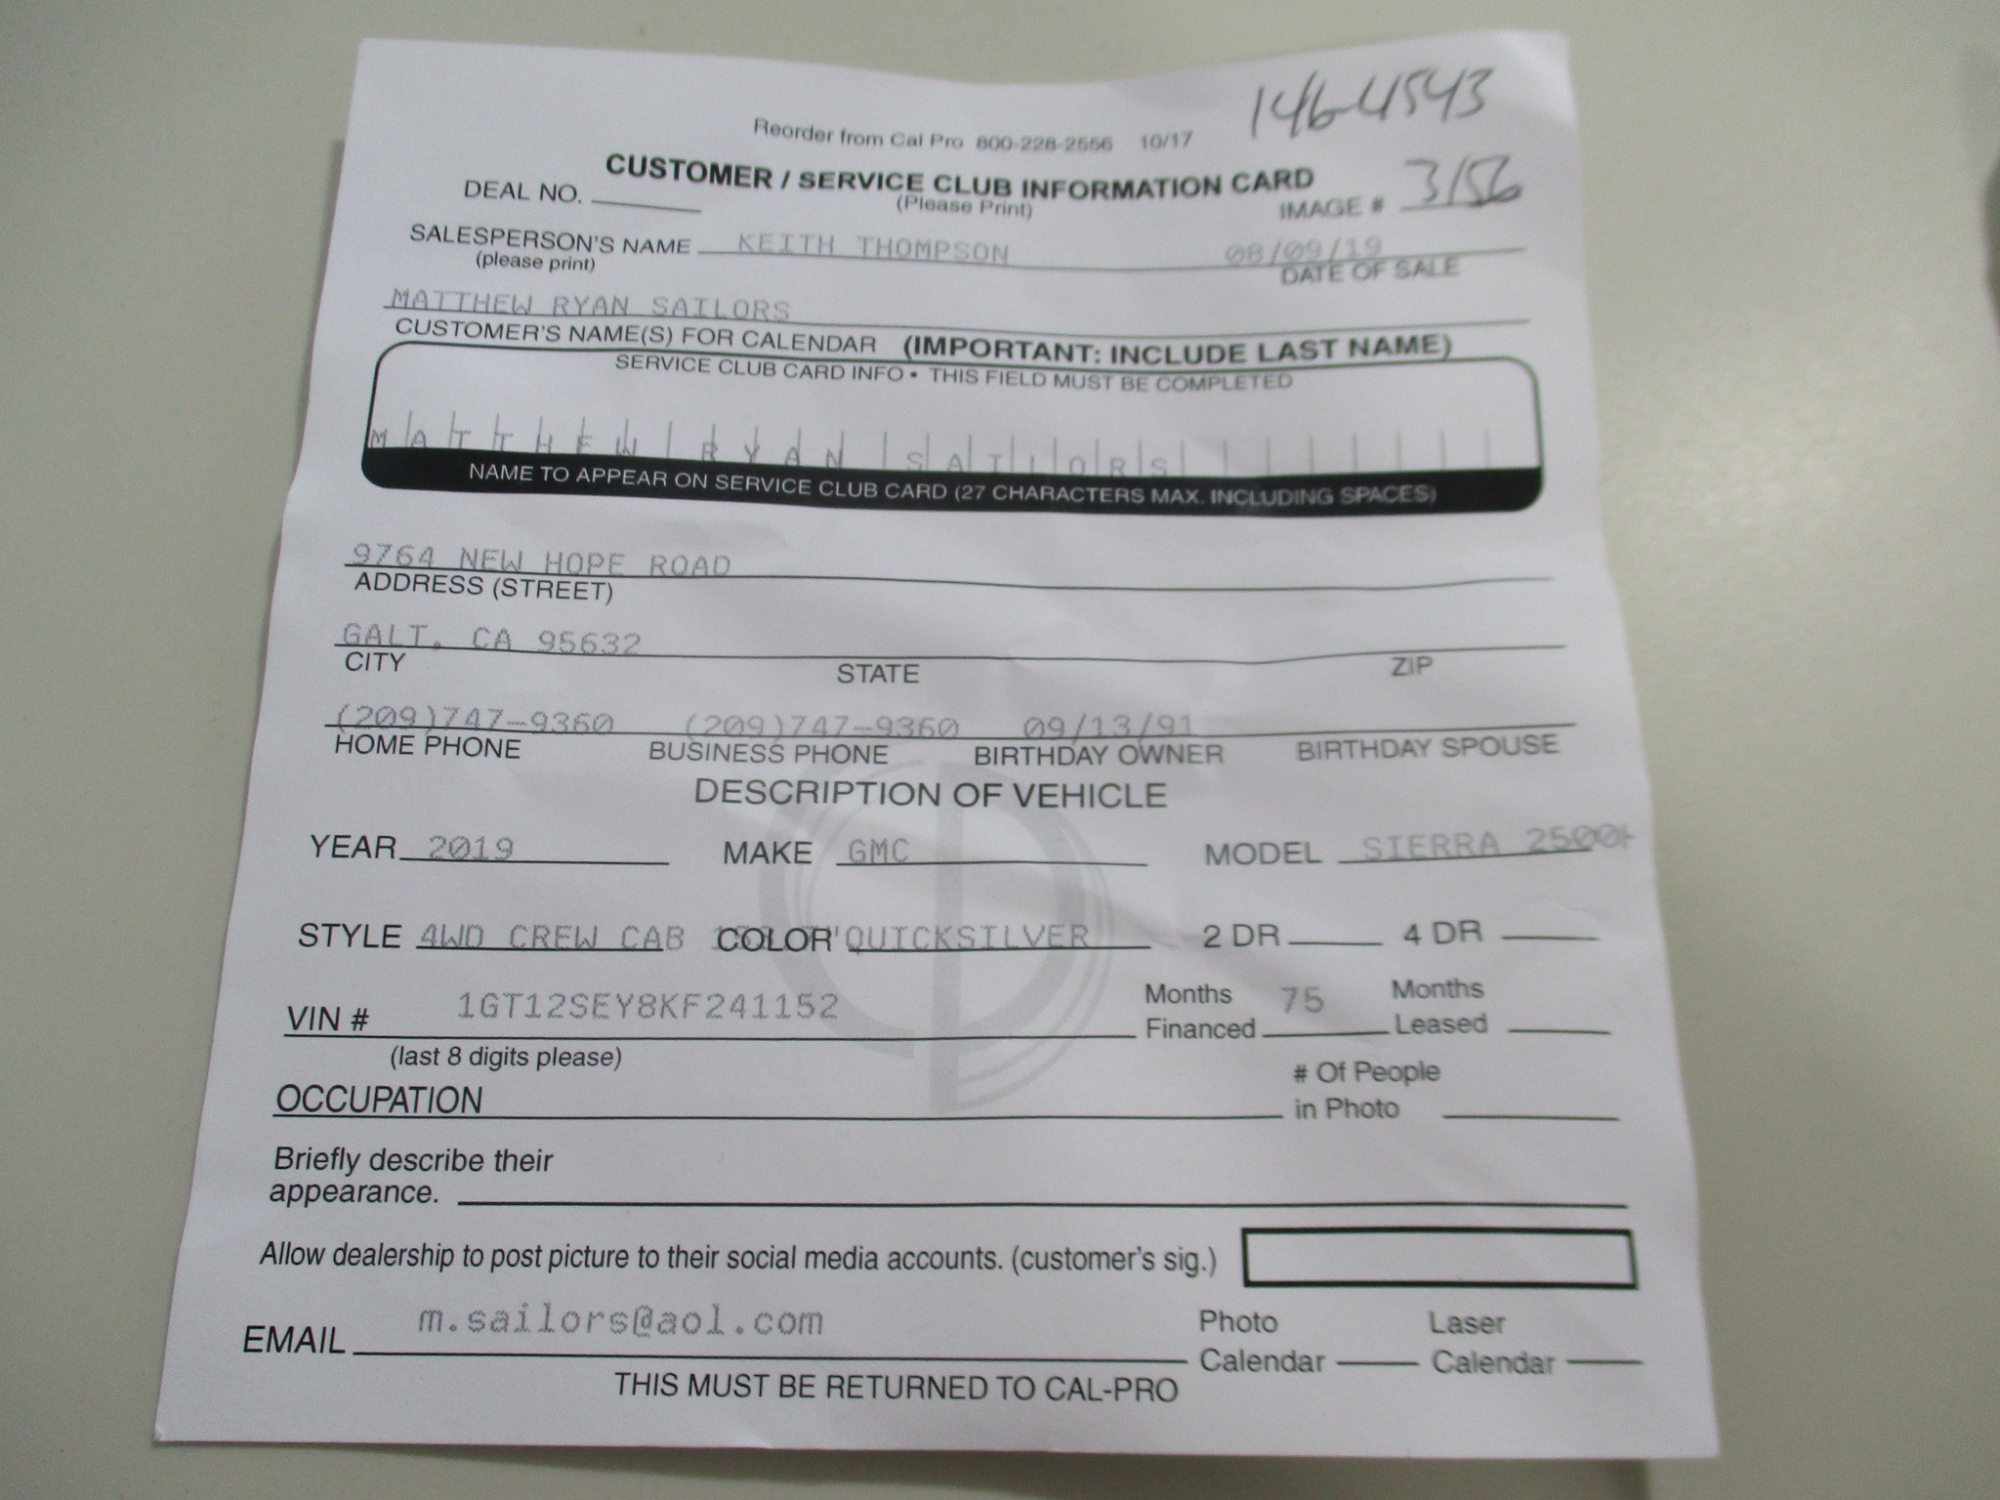 146-4543
Reorder from Cal Pro 800-228-2556 10/17
CUSTOMER / SERVICE CLUB INFORMATION CARD
(Please Print)
DEAL NO.
IMAGE # 3156
SALESPERSON'S NAME KEITH THOMPSON 08/09/19
(please print) DATE OF SALE
MATTHEW RYAN SAILORS
CUSTOMER'S NAME(S) FOR CALENDAR (IMPORTANT: INCLUDE LAST NAME)
SERVICE CLUB CARD INFO • THIS FIELD MUST BE COMPLETED
MATTHEW RYAN SAILORS
NAME TO APPEAR ON SERVICE CLUB CARD (27 CHARACTERS MAX. INCLUDING SPACES)
9764 NEW HOPE ROAD
ADDRESS (STREET)
GALT, CA 95632
CITY STATE ZIP
(209)747-9360 (209)747-9360 09/13/91
HOME PHONE BUSINESS PHONE BIRTHDAY OWNER BIRTHDAY SPOUSE
DESCRIPTION OF VEHICLE
YEAR 2019 MAKE GMC MODEL SIERRA 2500H
STYLE 4WD CREW CAB COLOR QUICKSILVER 2 DR 4 DR
VIN # 1GT12SEY8KF241152 Months Financed 75 Months Leased
(last 8 digits please)
OCCUPATION # Of People in Photo
Briefly describe their
appearance.
Allow dealership to post picture to their social media accounts. (customer's sig.)
EMAIL m.sailors@aol.com Photo Calendar Laser Calendar
THIS MUST BE RETURNED TO CAL-PRO